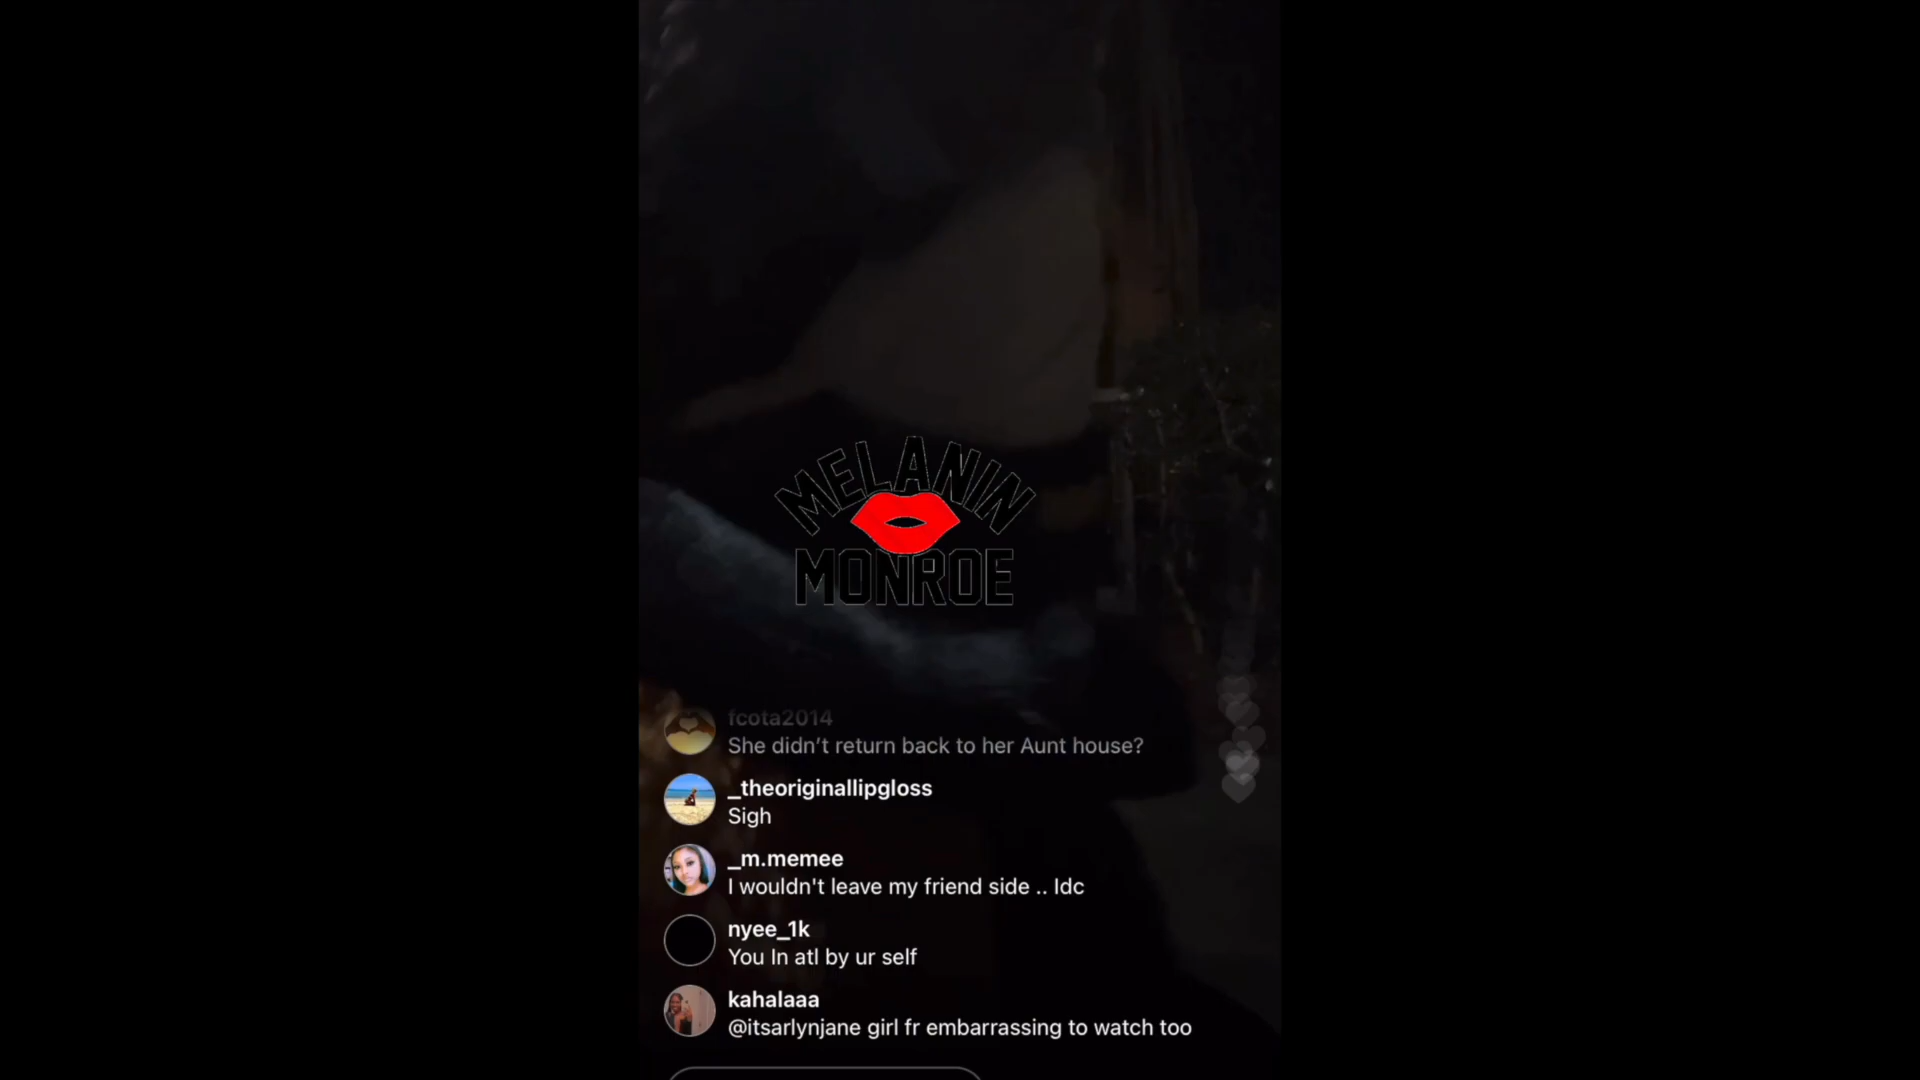 MELANIN
MONROE
fcota2014
She didn’t return back to her Aunt house?
_theoriginallipgloss
Sigh
_m.memee
I wouldn't leave my friend side .. Idc
nyee_1k
You In atl by ur self
kahalaaa
@itsarlynjane girl fr embarrassing to watch too